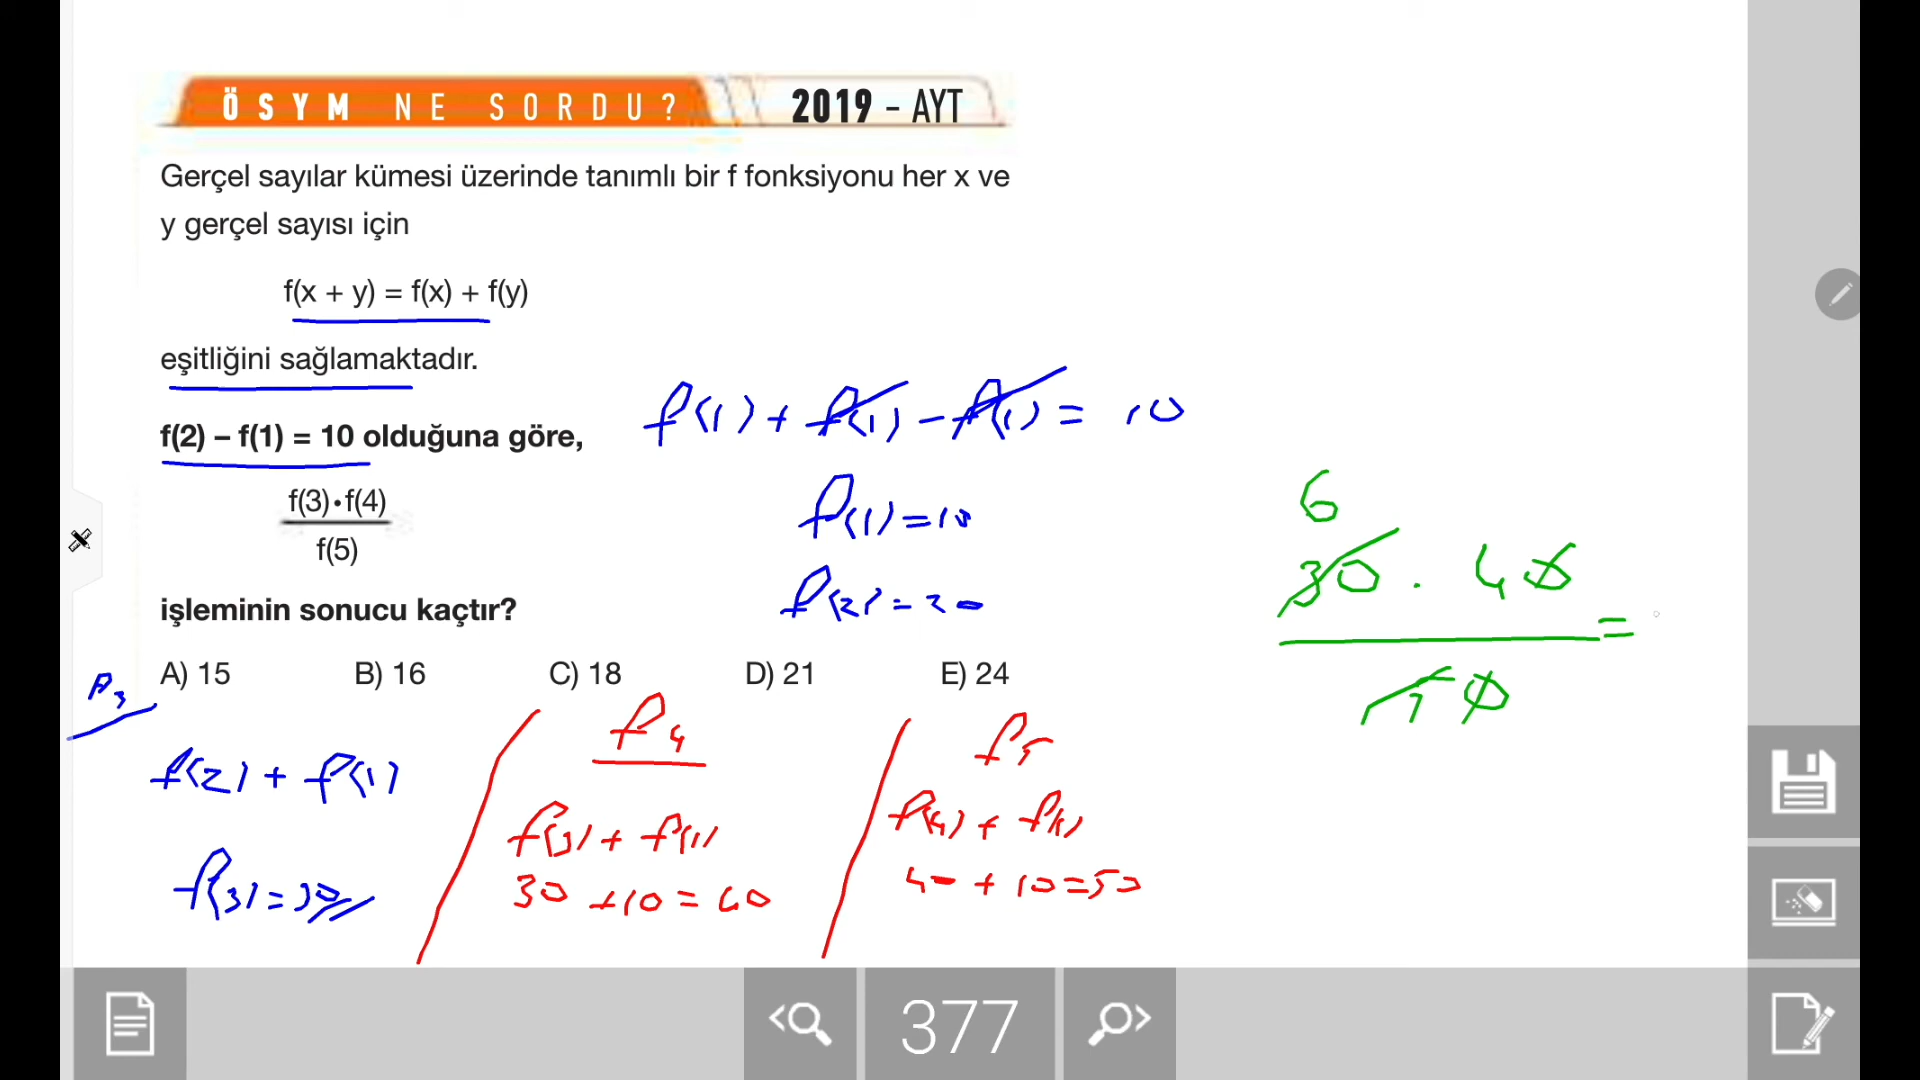 ÖSYM NE SORDU? 2019 - AYT
Gerçel sayılar kümesi üzerinde tanımlı bir f fonksiyonu her x ve
y gerçel sayısı için
f(x + y) = f(x) + f(y)
eşitliğini sağlamaktadır.
f(2) – f(1) = 10 olduğuna göre,
f(3)•f(4)
f(5)
işleminin sonucu kaçtır?
A) 15 B) 16 C) 18 D) 21 E) 24
f(1) + f(1) - f(1) = 10
f(1) = 10
f(2) = 20
f3
f(2) + f(1)
f(3) = 30
f4
f(3) + f(1)
30 + 10 = 40
f5
f(4) + f(1)
40 + 10 = 50
6
30 . 40 =
50
377